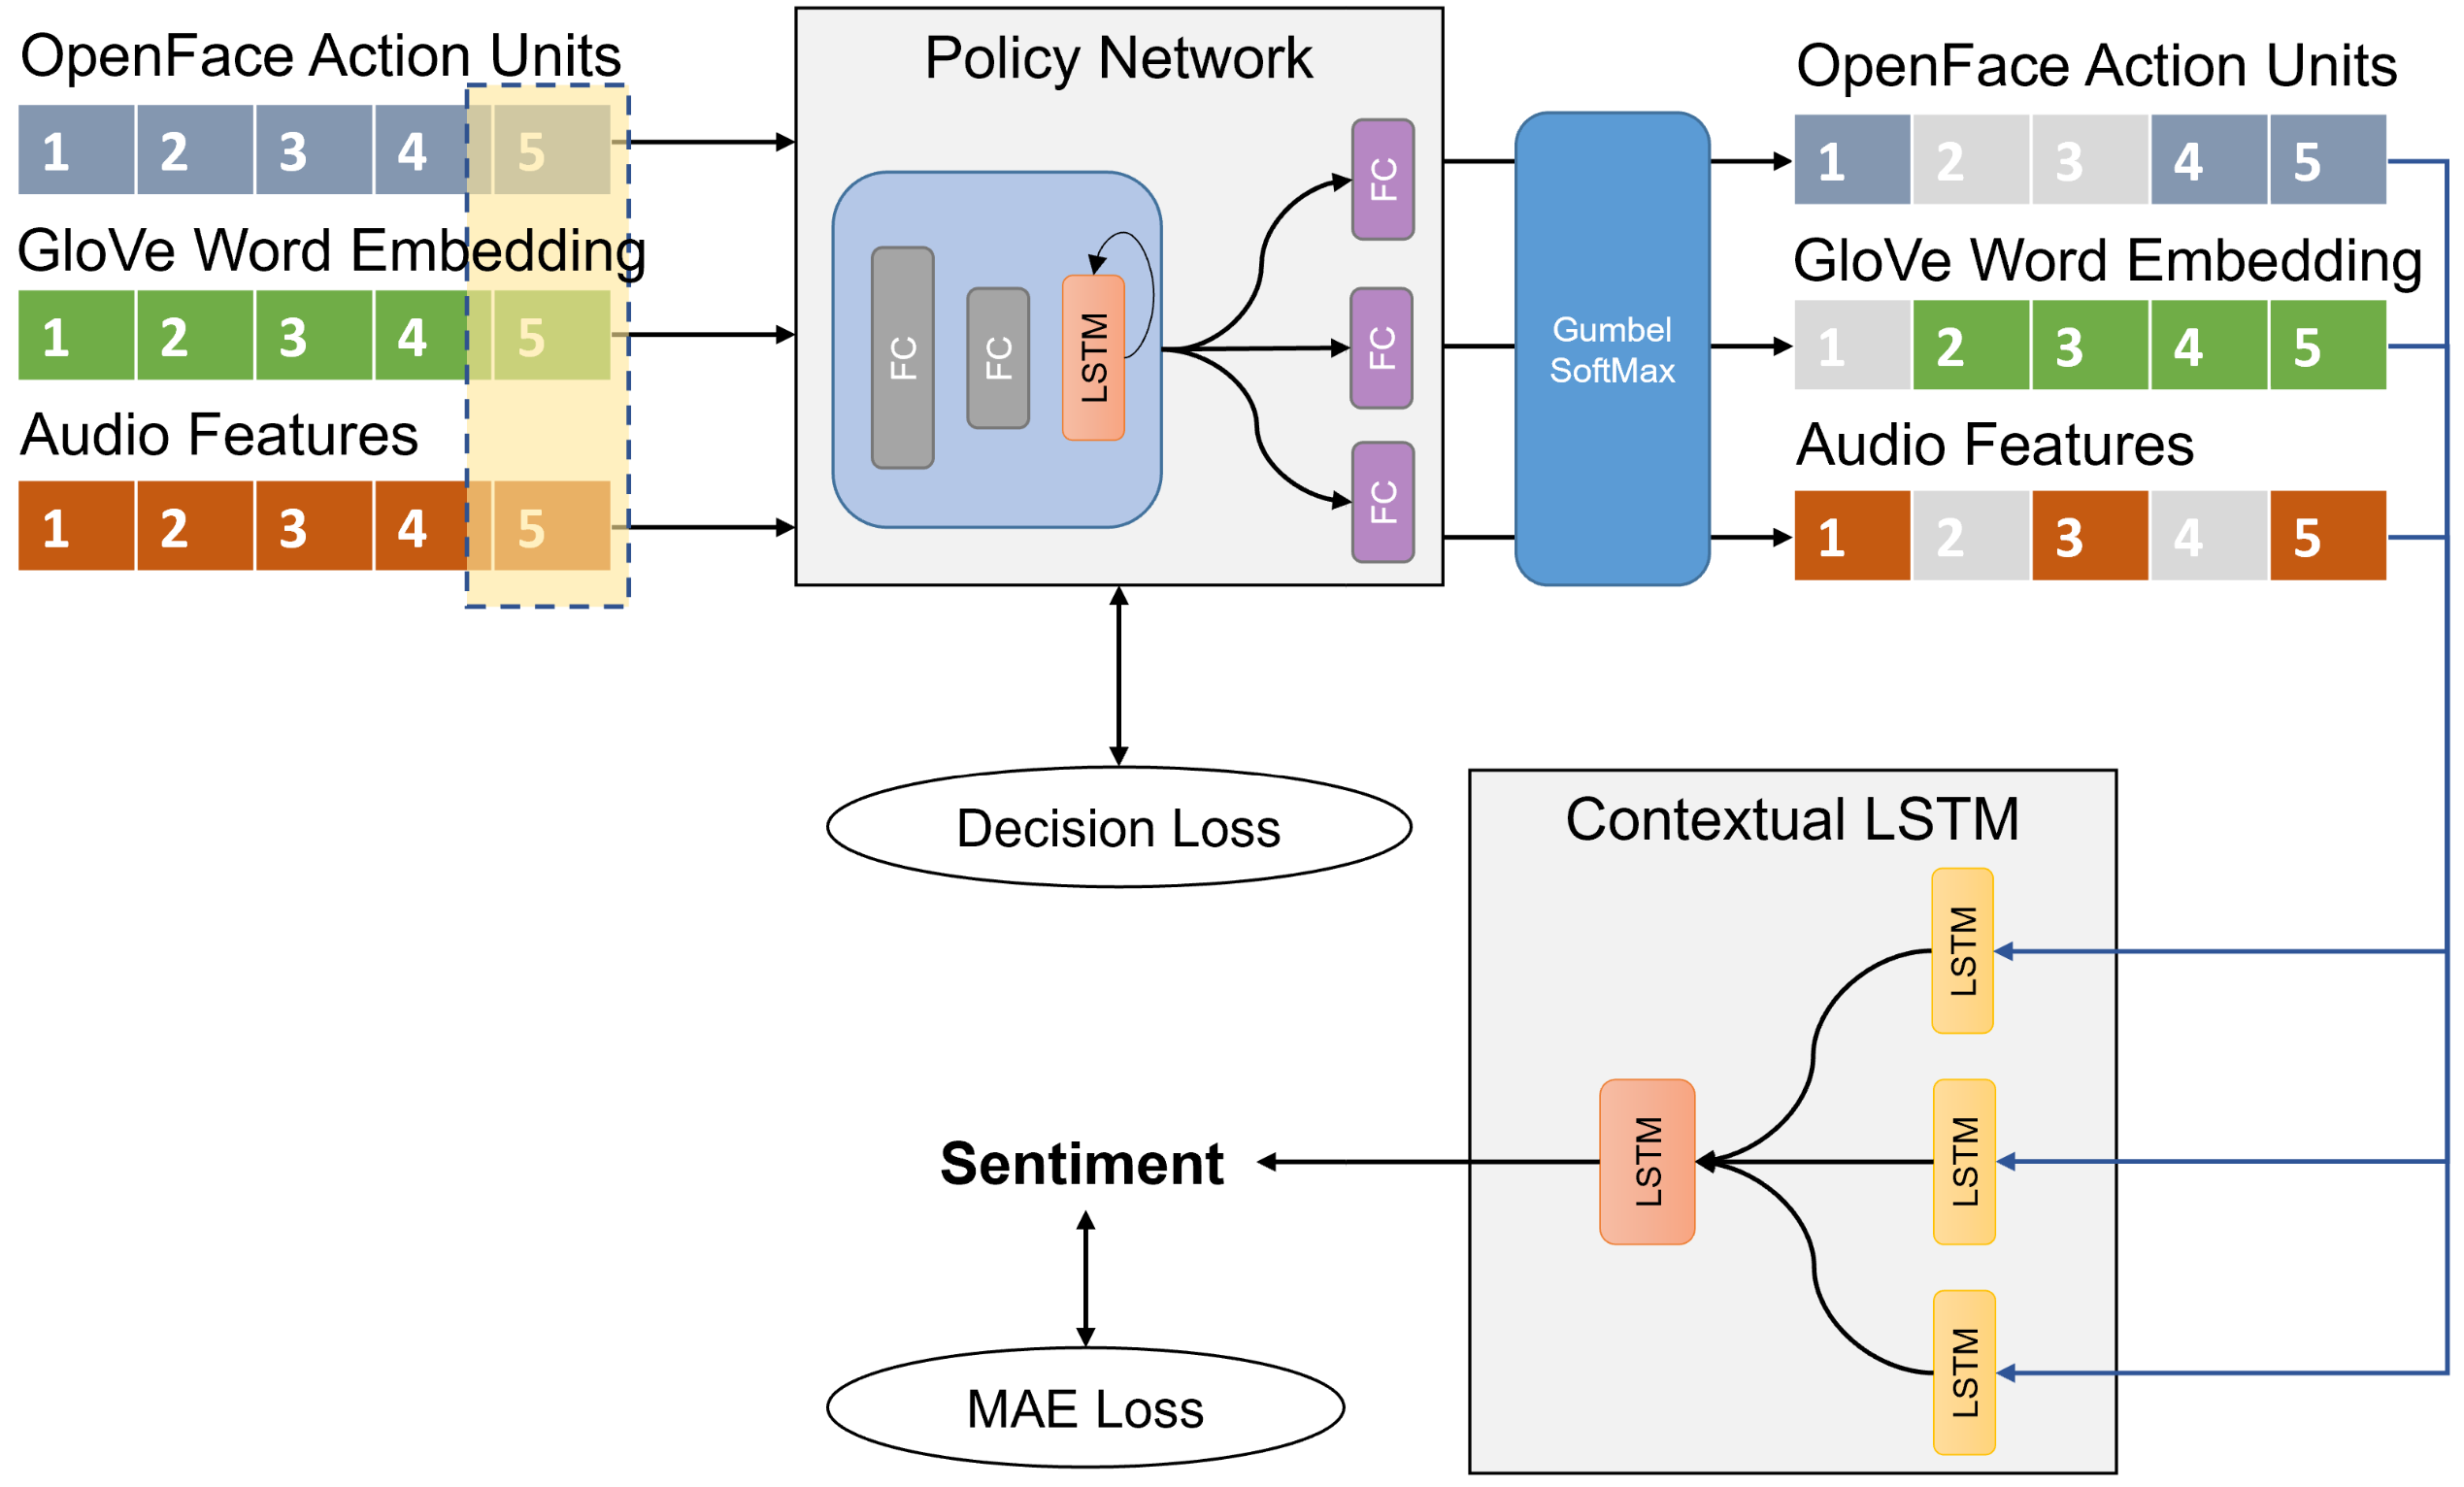 OpenFace Action Units
1 2 3 4 5
GloVe Word Embedding
1 2 3 4 5
Audio Features
1 2 3 4 5
Policy Network
FC
FC
LSTM
FC
FC
FC
Gumbel
SoftMax
OpenFace Action Units
1 2 3 4 5
GloVe Word Embedding
1 2 3 4 5
Audio Features
1 2 3 4 5
Decision Loss
Contextual LSTM
LSTM
LSTM
LSTM
LSTM
Sentiment
MAE Loss